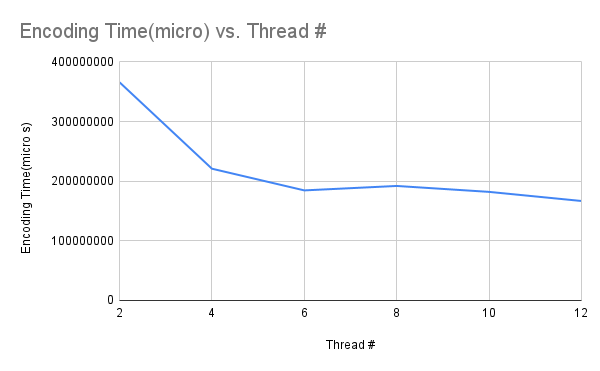 Encoding Time(micro) vs. Thread #
400000000
300000000
200000000
100000000
0
Encoding Time(micro s)
2 4 6 8 10 12
Thread #